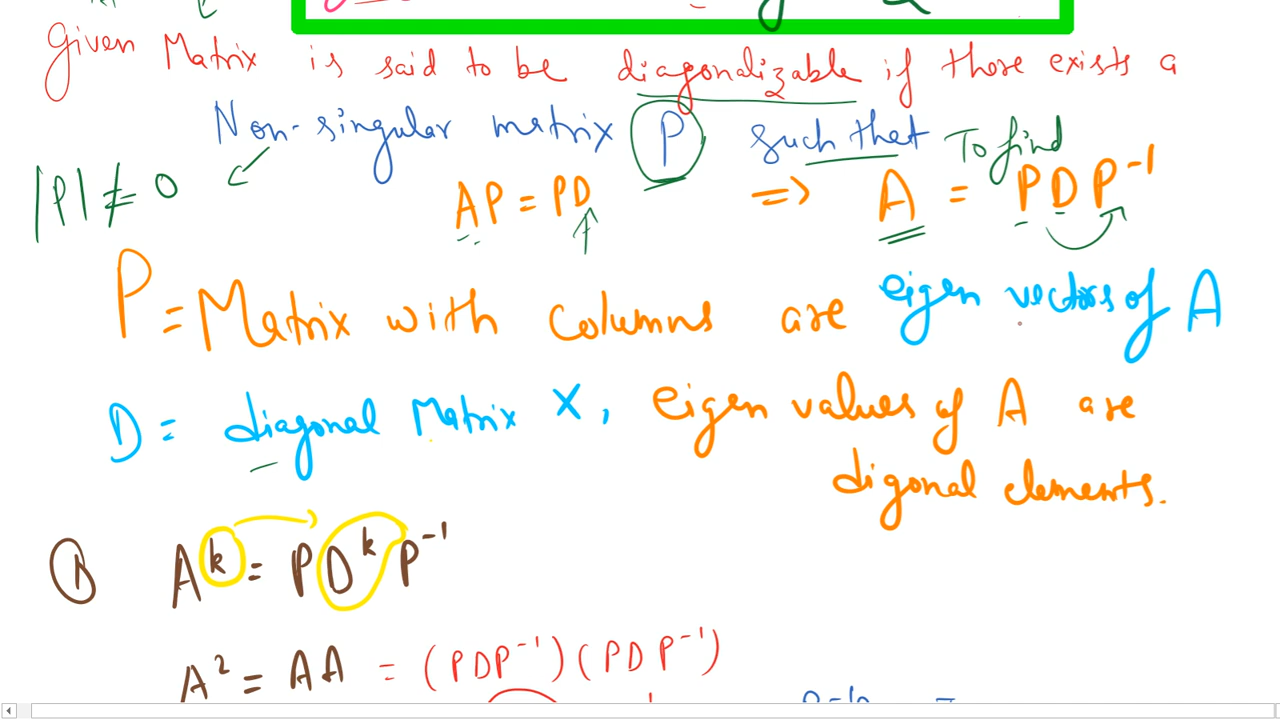 Given Matrix is said to be diagonalizable if there exists a
Non-singular matrix P such that To find
|P| ≠ 0
AP = PD ⇒ A = PDP⁻¹
P = Matrix with columns are eigen vectors of A
D = diagonal Matrix X, eigen values of A are
digonal elements.
① Aᵏ = PDᵏP⁻¹
A² = AA = (PDP⁻¹)(PDP⁻¹)